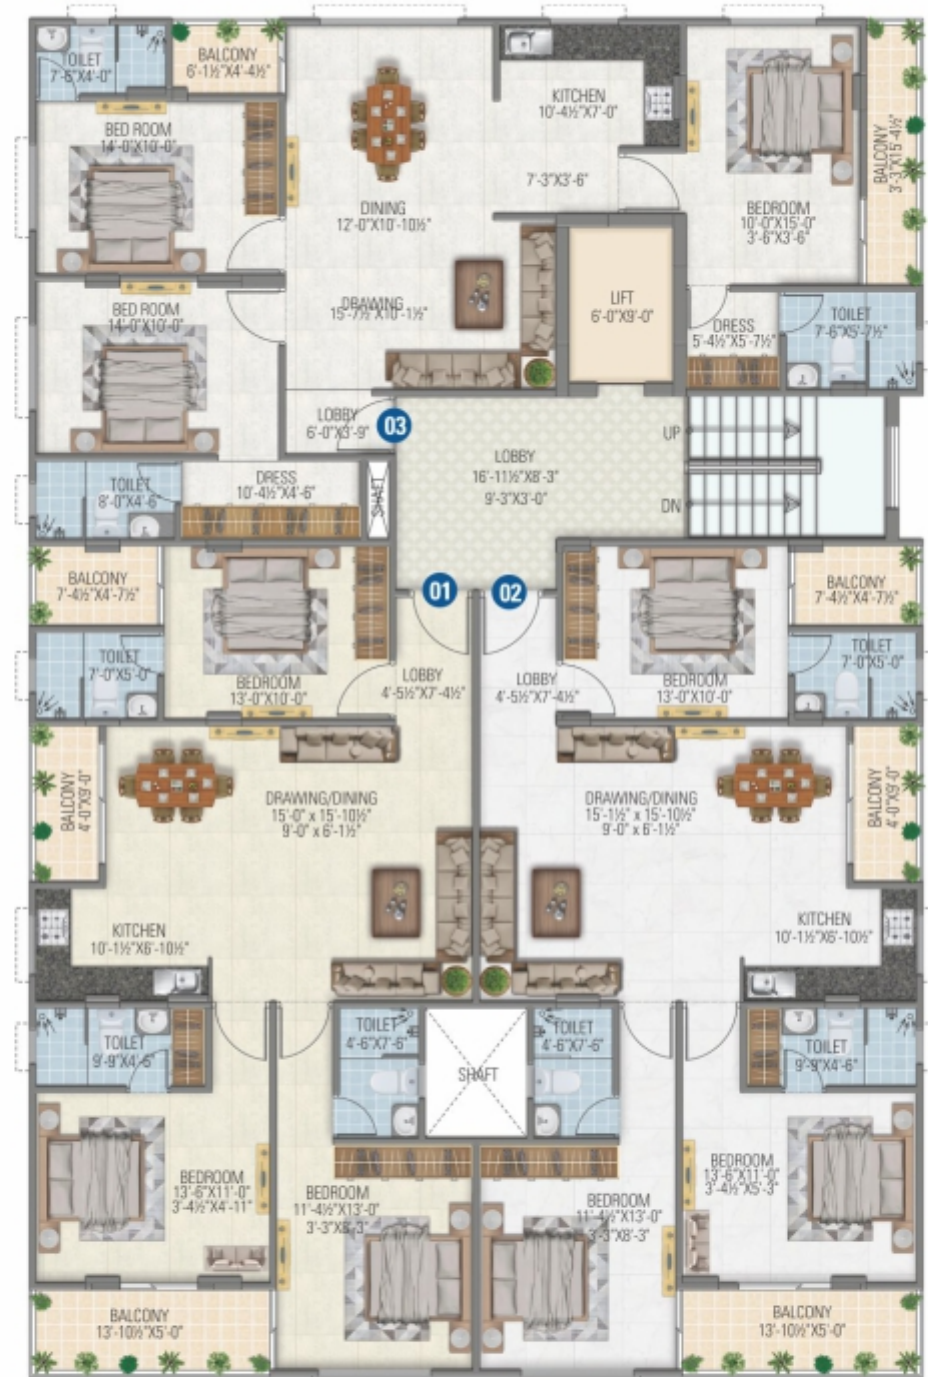 TOILET
7'-6"X4'-0"
BALCONY
6'-1½"X4'-4½"
KITCHEN
10'-4½"X7'-0"
BALCONY
3'-3"X15'-4½"
BED ROOM
14'-0"X10'-0"
7'-3"X3'-6"
DINING
12'-0"X10'-10½"
BEDROOM
10'-0"X15'-0"
3'-6"X3'-6"
BED ROOM
14'-0"X10'-0"
DRAWING
15'-7½"X10'-1½"
LIFT
6'-0"X9'-0"
DRESS
5'-4½"X5'-7½"
TOILET
7'-6"X5'-7½"
LOBBY
6'-0"X3'-9"
03
LOBBY
16'-11½"X8'-3"
9'-3"X3'-0"
UP
DN
TOILET
8'-0"X4'-6
DRESS
10'-4½"X4'-6"
SHAFT
BALCONY
7'-4½"X4'-7½"
01
02
BALCONY
7'-4½"X4'-7½"
TOILET
7'-0"X5'-0"
BEDROOM
13'-0"X10'-0"
LOBBY
4'-5½"X7'-4½"
LOBBY
4'-5½"X7'-4½"
BEDROOM
13'-0"X10'-0"
TOILET
7'-0"X5'-0"
BALCONY
4'-0"X9'-0"
DRAWING/DINING
15'-0" x 15'-10½"
9'-0" x 6'-1½"
DRAWING/DINING
15'-1½" x 15'-10½"
9'-0" x 6'-1½"
BALCONY
4'-0"X9'-0"
KITCHEN
10'-1½"X6'-10½"
KITCHEN
10'-1½"X6'-10½"
TOILET
9'-9"X4'-6"
TOILET
4'-6"X7'-6"
SHAFT
TOILET
4'-6"X7'-6"
TOILET
9'-9"X4'-6"
BEDROOM
13'-6"X11'-0"
3'-4½"X4'-11"
BEDROOM
11'-4½"X13'-0"
3'-3"X8'-3"
BEDROOM
11'-4½"X13'-0"
3'-3"X8'-3"
BEDROOM
13'-6"X11'-0"
3'-4½"X5'-3"
BALCONY
13'-10½"X5'-0"
BALCONY
13'-10½"X5'-0"